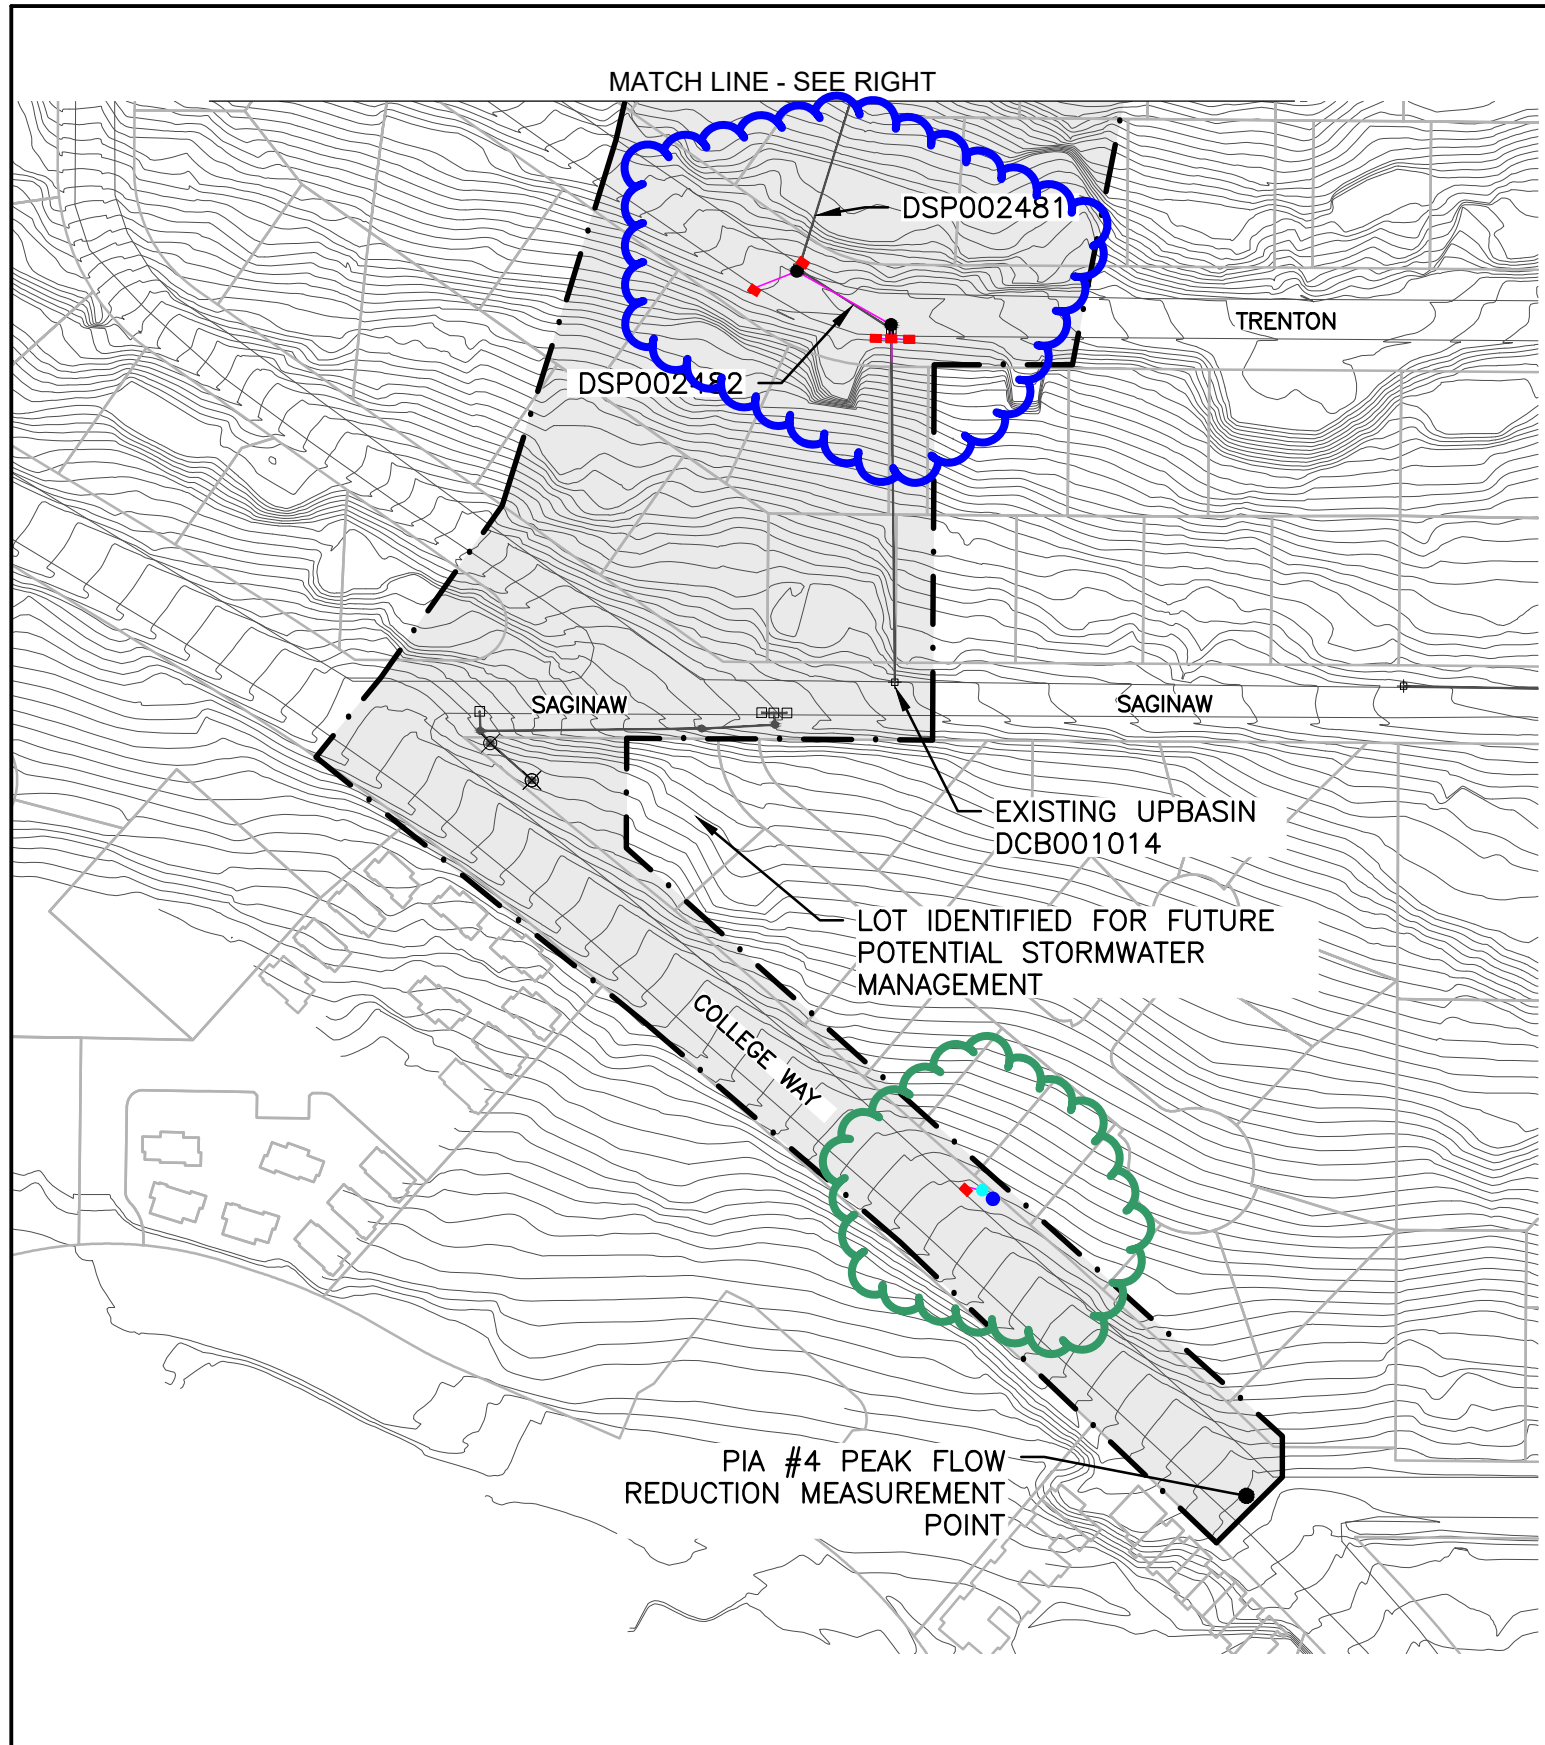 MATCH LINE - SEE RIGHT
DSP002481
TRENTON
DSP002482
SAGINAW
SAGINAW
EXISTING UPBASIN
DCB001014
LOT IDENTIFIED FOR FUTURE
POTENTIAL STORMWATER
MANAGEMENT
COLLEGE WAY
PIA #4 PEAK FLOW
REDUCTION MEASUREMENT
POINT